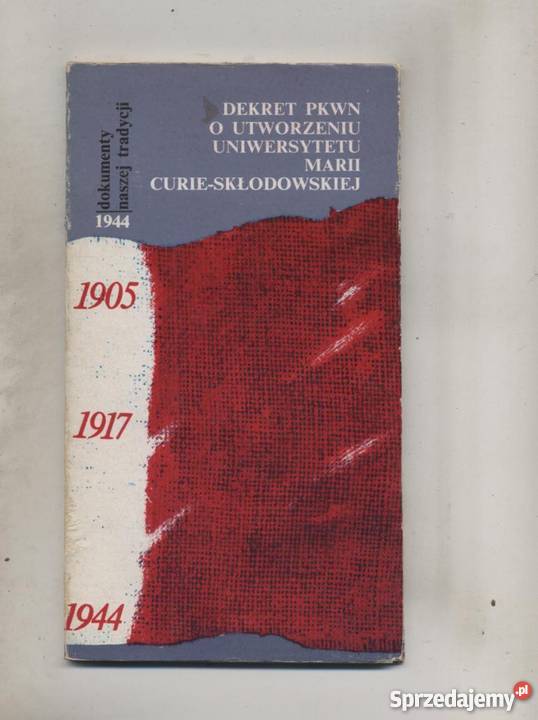 DEKRET PKWN
O UTWORZENIU
UNIWERSYTETU
MARII
CURIE-SKŁODOWSKIEJ
dokumenty
naszej tradycji
1944
1905
1917
1944
Sprzedajemy.pl